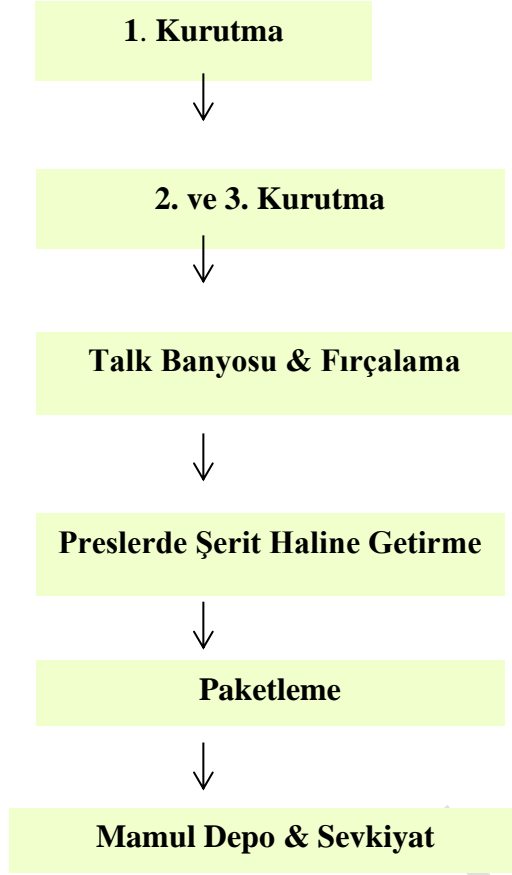 1. Kurutma
2. ve 3. Kurutma
Talk Banyosu & Fırçalama
Preslerde Şerit Haline Getirme
Paketleme
Mamul Depo & Sevkiyat